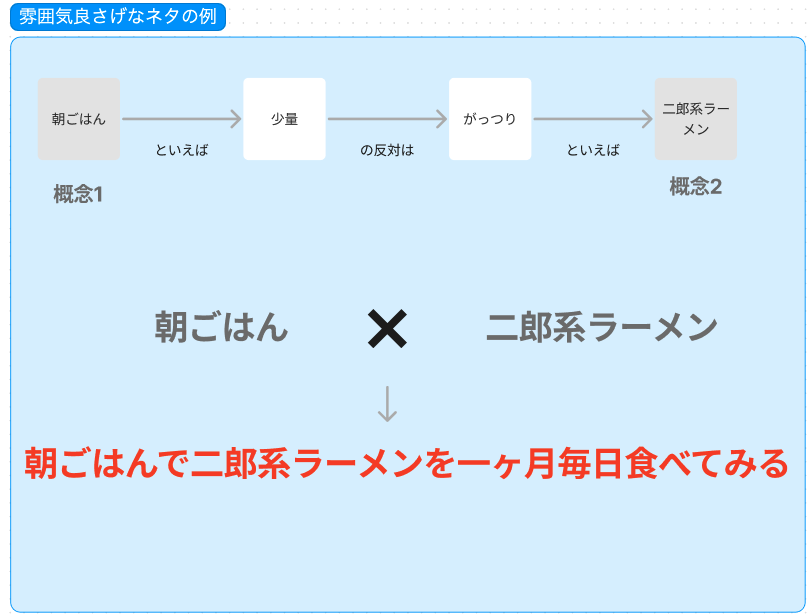 雰囲気良さげなネタの例
朝ごはん
といえば
少量
の反対は
がっつり
といえば
二郎系ラー
メン
概念1
概念2
朝ごはん
×
二郎系ラーメン
朝ごはんで二郎系ラーメンを一ヶ月毎日食べてみる